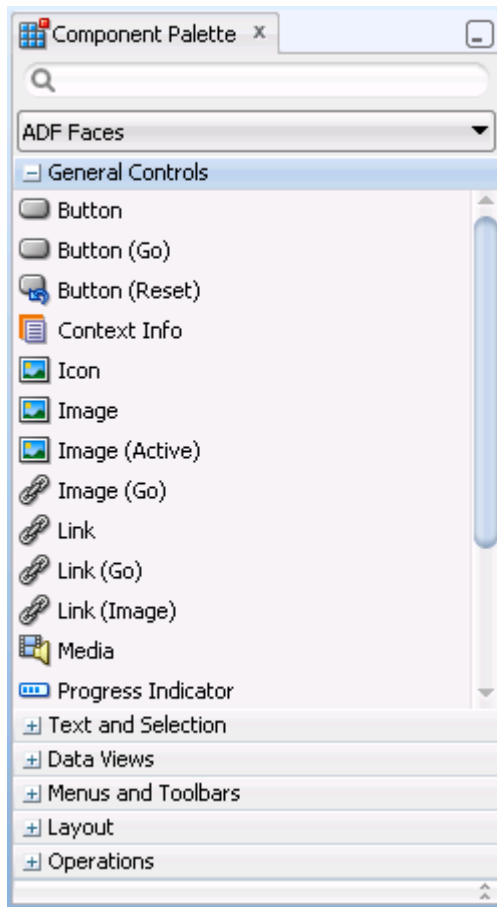 Component Palette
ADF Faces
General Controls
Button
Button (Go)
Button (Reset)
Context Info
Icon
Image
Image (Active)
Image (Go)
Link
Link (Go)
Link (Image)
Media
Progress Indicator
Text and Selection
Data Views
Menus and Toolbars
Layout
Operations